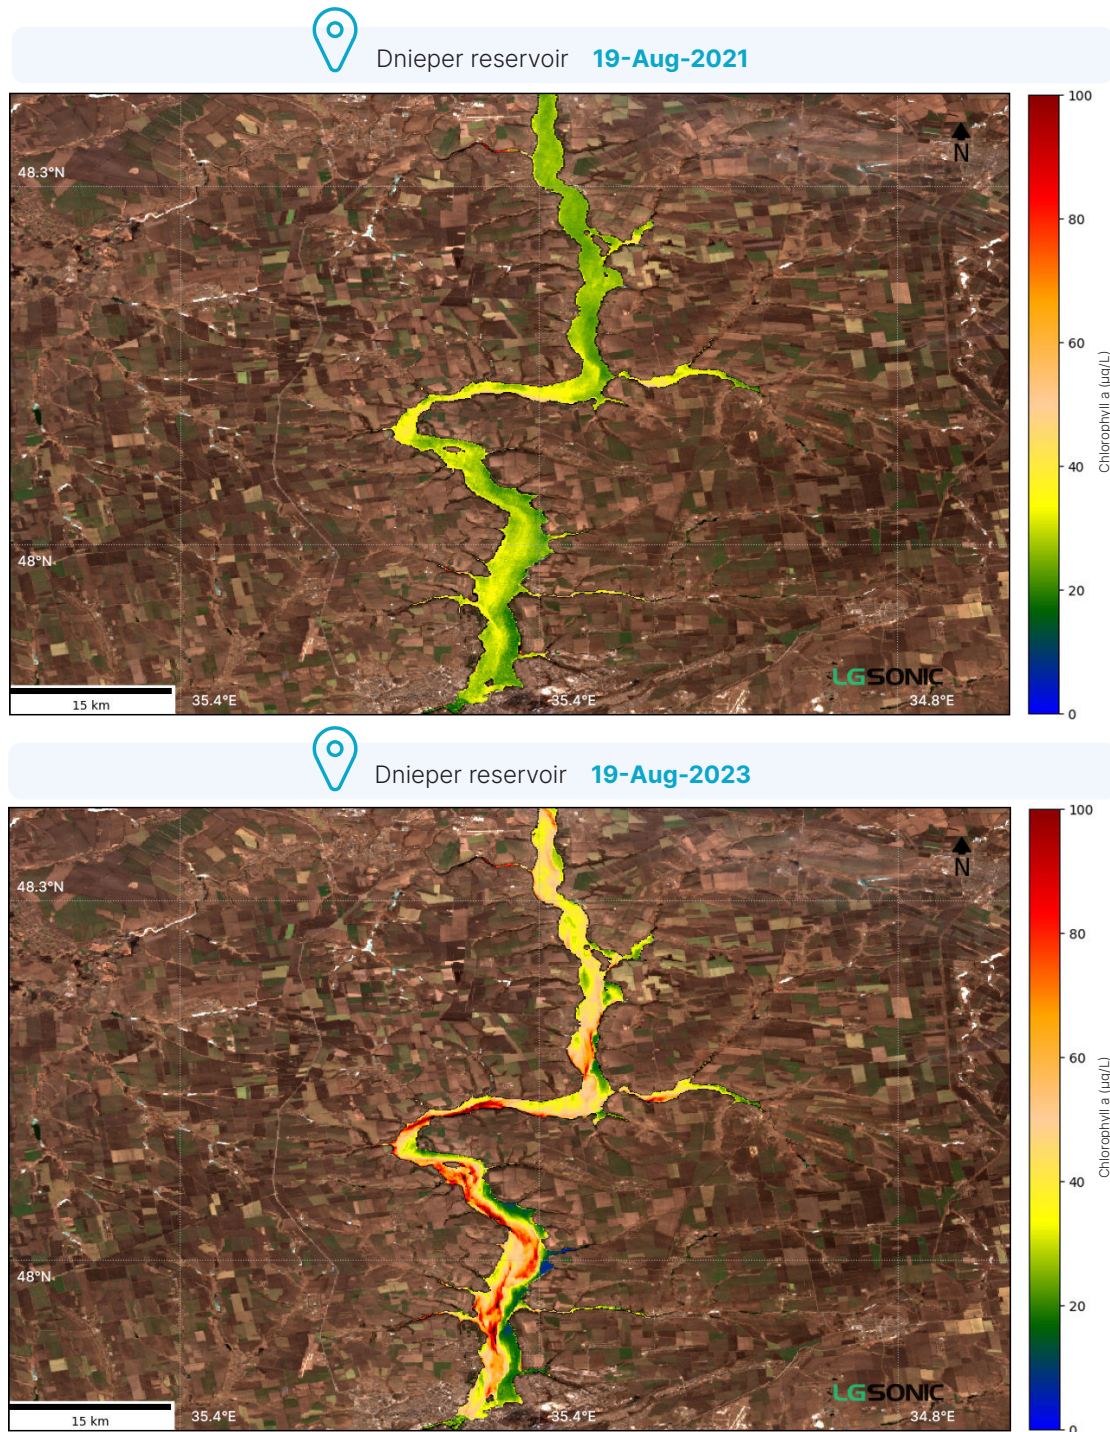 Dnieper reservoir 19-Aug-2021
N
48.3°N
48°N
15 km
35.4°E
35.4°E
34.8°E
LGSONIC
100
80
60
40
20
0
Chlorophyll a (µg/L)
Dnieper reservoir 19-Aug-2023
N
48.3°N
48°N
15 km
35.4°E
35.4°E
34.8°E
LGSONIC
100
80
60
40
20
0
Chlorophyll a (µg/L)